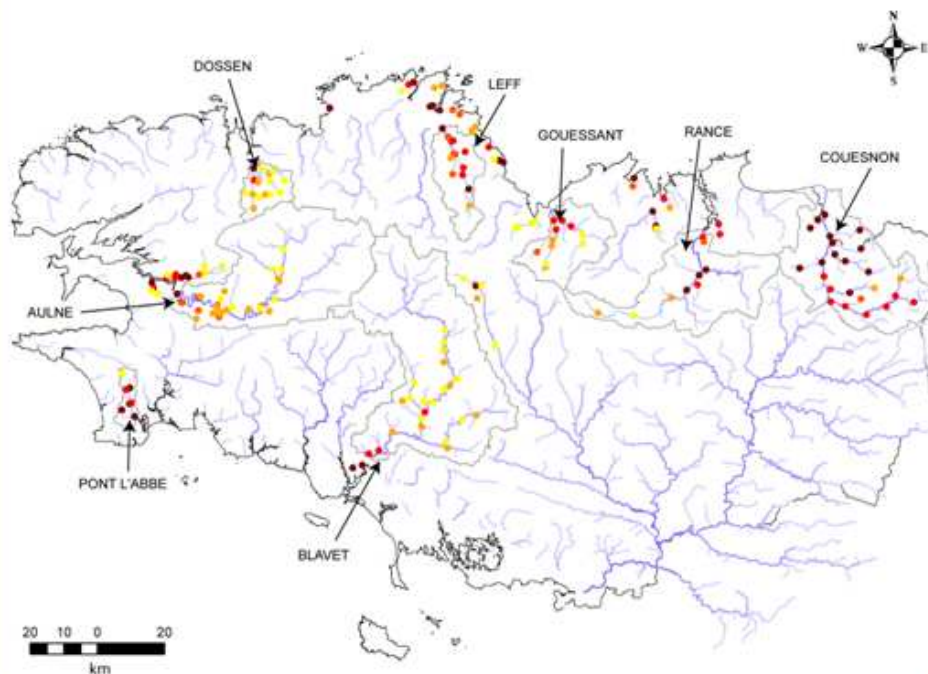 N
W E
S
DOSSEN
LEFF
GOUESSANT
RANCE
COUESNON
AULNE
PONT L'ABBE
BLAVET
20 10 0 20
km